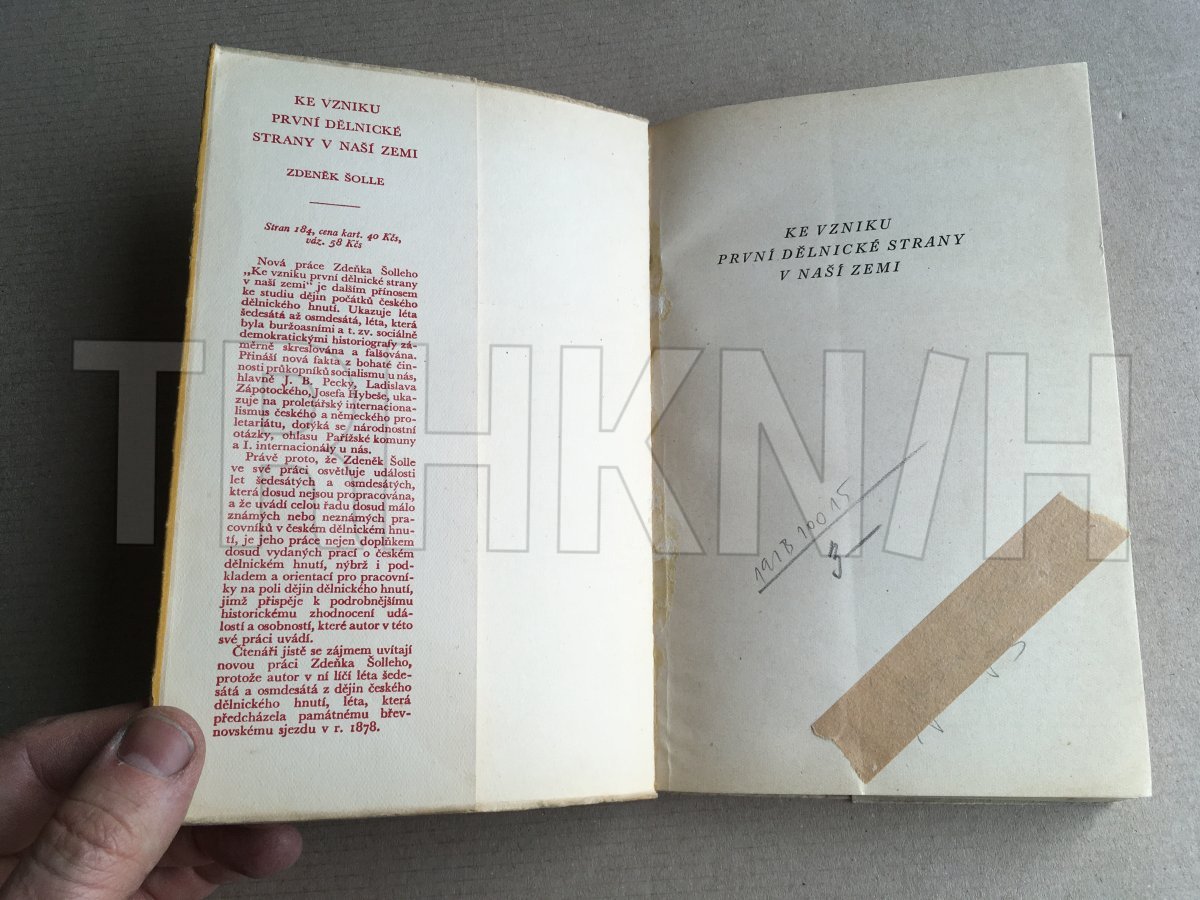 KE VZNIKU
PRVNÍ DĚLNICKÉ
STRANY V NAŠÍ ZEMI
ZDENĚK ŠOLLE
Stran 184, cena kart. 40 Kčs,
váz. 58 Kčs
Nová práce Zdeňka Šolleho
„Ke vzniku první dělnické strany
v naší zemi" je dalším přínosem
ke studiu dějin počátků českého
dělnického hnutí. Ukazuje léta
šedesátá až osmdesátá, léta, která
byla buržoasními a t. zv. sociálně
demokratickými historiografy zá-
měrně skreslována a falšována.
Přináší nová fakta z bohaté čin-
nosti průkopníků socialismu u nás,
hlavně J. B. Pecky, Ladislava
Zápotockého, Josefa Hybeše, uka-
zuje na proletářský internaciona-
lismus českého a německého pro-
letariátu, dotýká se národnostní
otázky, ohlasu Pařížské komuny
a I. internacionály u nás.
Právě proto, že Zdeněk Šolle
ve své práci osvětluje události
let šedesátých a osmdesátých,
která dosud nejsou propracována,
a že uvádí celou řadu dosud málo
známých nebo neznámých pra-
covníků v českém dělnickém hnu-
tí, je jeho práce nejen doplňkem
dosud vydaných prací o českém
dělnickém hnutí, nýbrž i pod-
kladem a orientací pro pracovní-
ky na poli dějin dělnického hnutí,
jimž přispěje k podrobnějšímu
historickému zhodnocení udá-
lostí a osobností, které autor v této
své práci uvádí.
Čtenáři jistě se zájmem uvítají
novou práci Zdeňka Šolleho,
protože autor v ní líčí léta šede-
sátá a osmdesátá z dějin českého
dělnického hnutí, léta, která
předcházela památnému břev-
novskému sjezdu v r. 1878.
KE VZNIKU
PRVNÍ DĚLNICKÉ STRANY
V NAŠÍ ZEMI
191B 100 15
3
TRHKNIH